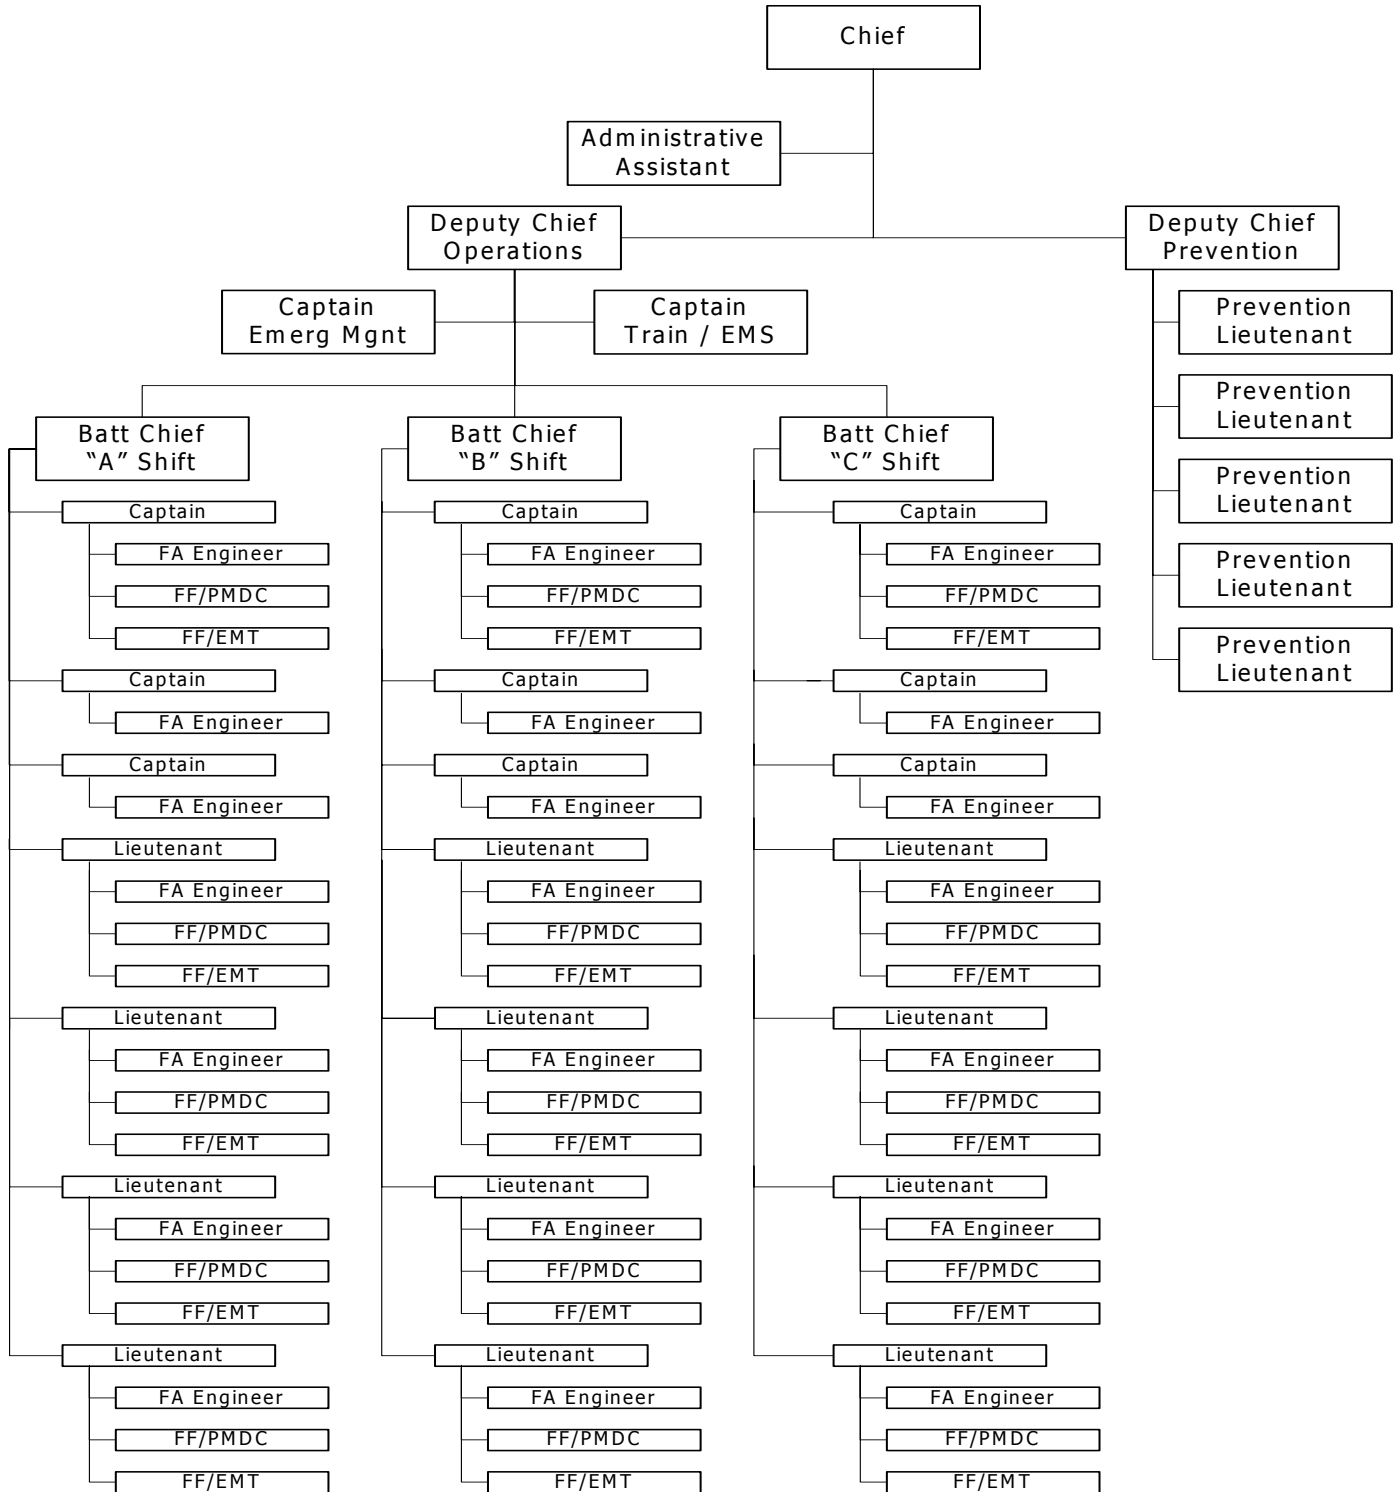 Chief
Administrative
Assistant
Deputy Chief
Operations
Deputy Chief
Prevention
Captain
Emerg Mgnt
Captain
Train / EMS
Prevention
Lieutenant
Prevention
Lieutenant
Prevention
Lieutenant
Prevention
Lieutenant
Prevention
Lieutenant
Batt Chief
“A” Shift
Captain
FA Engineer
FF/PMDC
FF/EMT
Captain
FA Engineer
Captain
FA Engineer
Lieutenant
FA Engineer
FF/PMDC
FF/EMT
Lieutenant
FA Engineer
FF/PMDC
FF/EMT
Lieutenant
FA Engineer
FF/PMDC
FF/EMT
Lieutenant
FA Engineer
FF/PMDC
FF/EMT
Batt Chief
“B” Shift
Captain
FA Engineer
FF/PMDC
FF/EMT
Captain
FA Engineer
Captain
FA Engineer
Lieutenant
FA Engineer
FF/PMDC
FF/EMT
Lieutenant
FA Engineer
FF/PMDC
FF/EMT
Lieutenant
FA Engineer
FF/PMDC
FF/EMT
Lieutenant
FA Engineer
FF/PMDC
FF/EMT
Batt Chief
“C” Shift
Captain
FA Engineer
FF/PMDC
FF/EMT
Captain
FA Engineer
Captain
FA Engineer
Lieutenant
FA Engineer
FF/PMDC
FF/EMT
Lieutenant
FA Engineer
FF/PMDC
FF/EMT
Lieutenant
FA Engineer
FF/PMDC
FF/EMT
Lieutenant
FA Engineer
FF/PMDC
FF/EMT